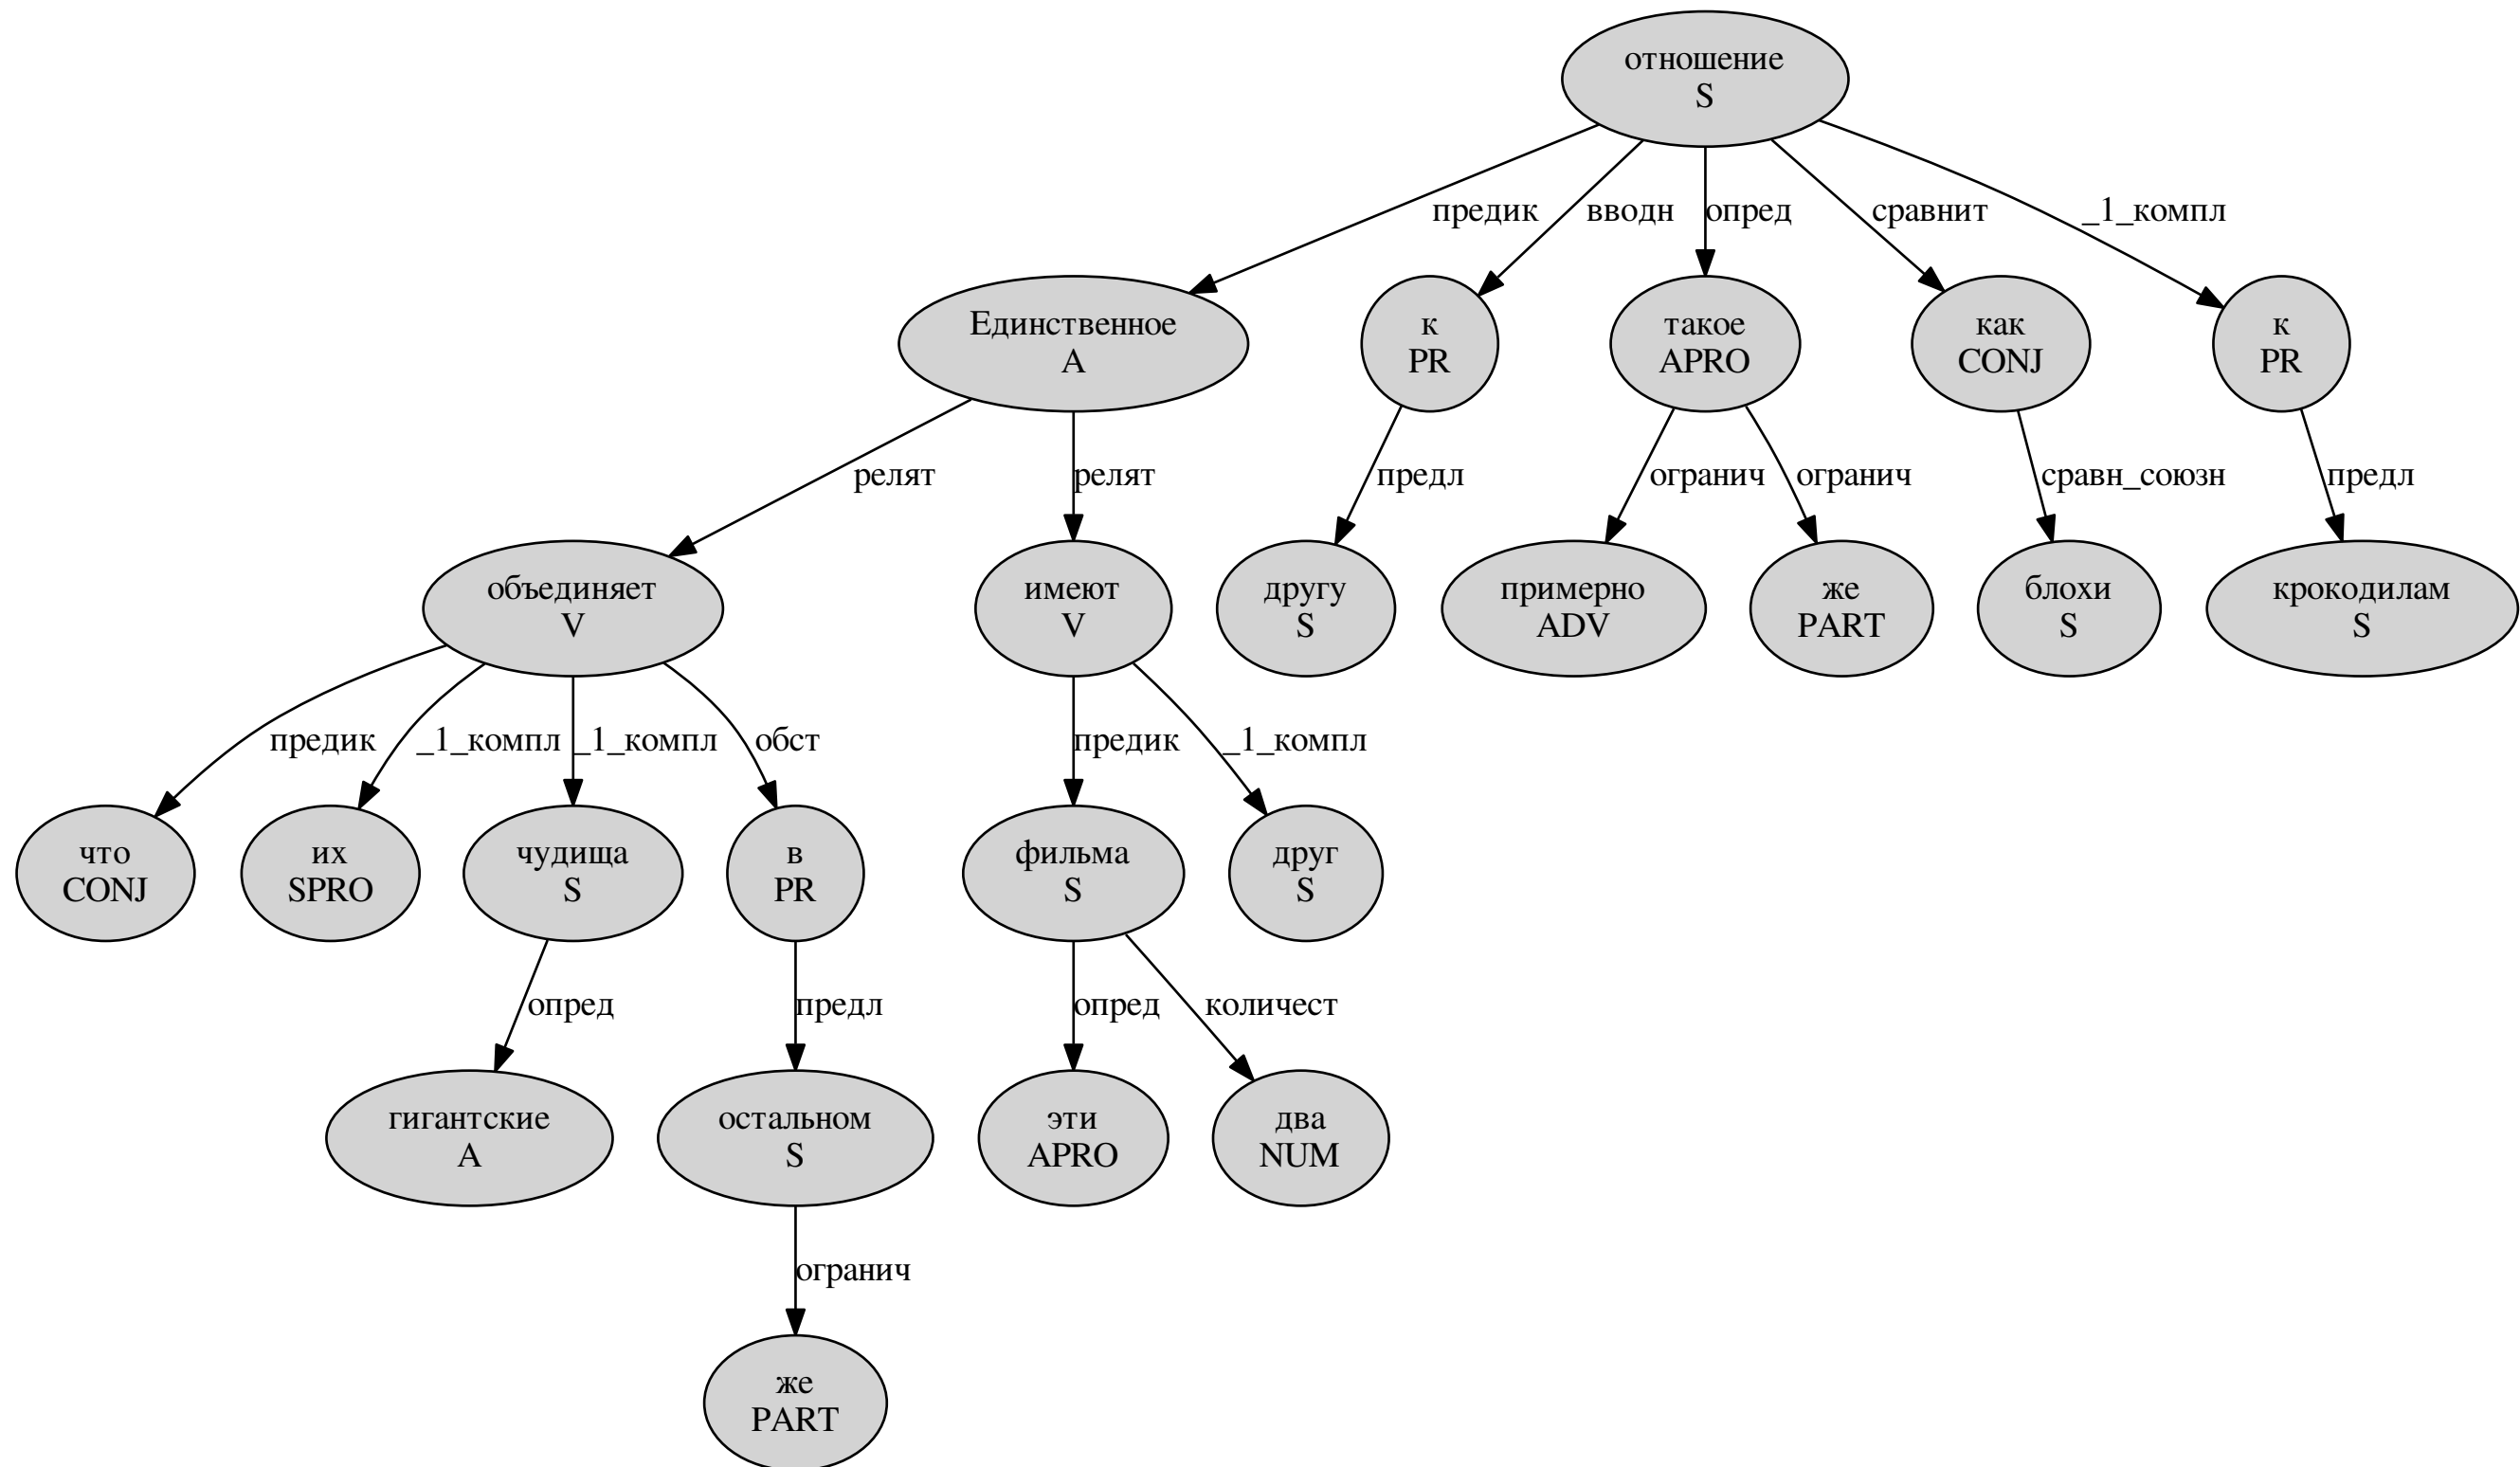 отношение
S
предик
вводн
опред
сравнит
_1_компл
Единственное
A
к
PR
такое
APRO
как
CONJ
к
PR
релят
релят
предл
огранич
огранич
сравн_союзн
предл
объединяет
V
имеют
V
другу
S
примерно
ADV
же
PART
блохи
S
крокодилам
S
предик
_1_компл
_1_компл
обст
предик
_1_компл
что
CONJ
их
SPRO
чудища
S
в
PR
фильма
S
друг
S
опред
предл
опред
количест
гигантские
A
остальном
S
эти
APRO
два
NUM
огранич
же
PART